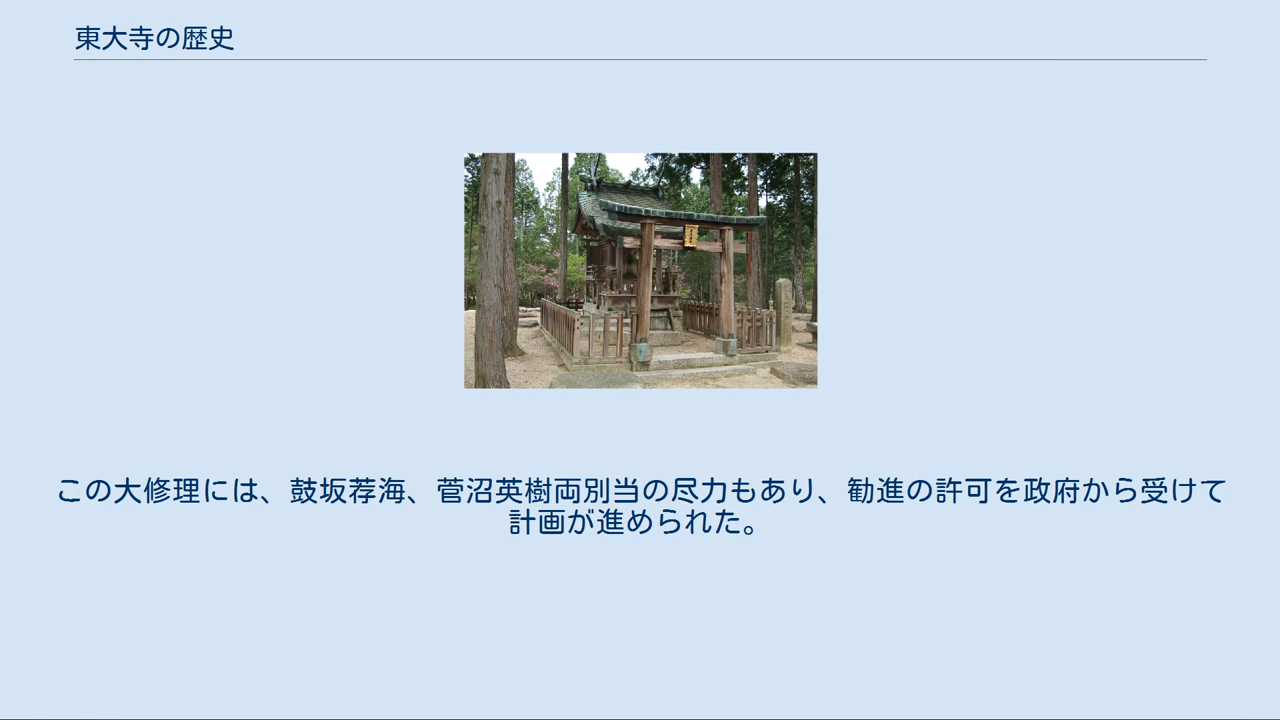 東大寺の歴史
この大修理には、鼓坂荐海、菅沼英樹両別当の尽力もあり、勧進の許可を政府から受けて
計画が進められた。